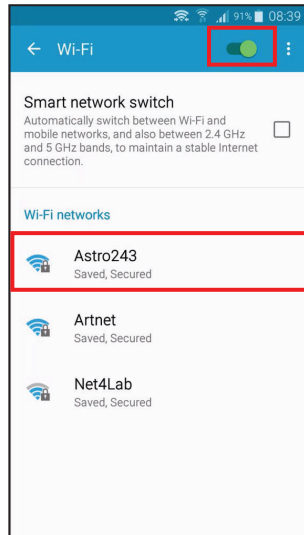 91% 08:39
Wi-Fi
Smart network switch
Automatically switch between Wi-Fi and
mobile networks, and also between 2.4 GHz
and 5 GHz bands, to maintain a stable Internet
connection.
Wi-Fi networks
Astro243
Saved, Secured
Artnet
Saved, Secured
Net4Lab
Saved, Secured